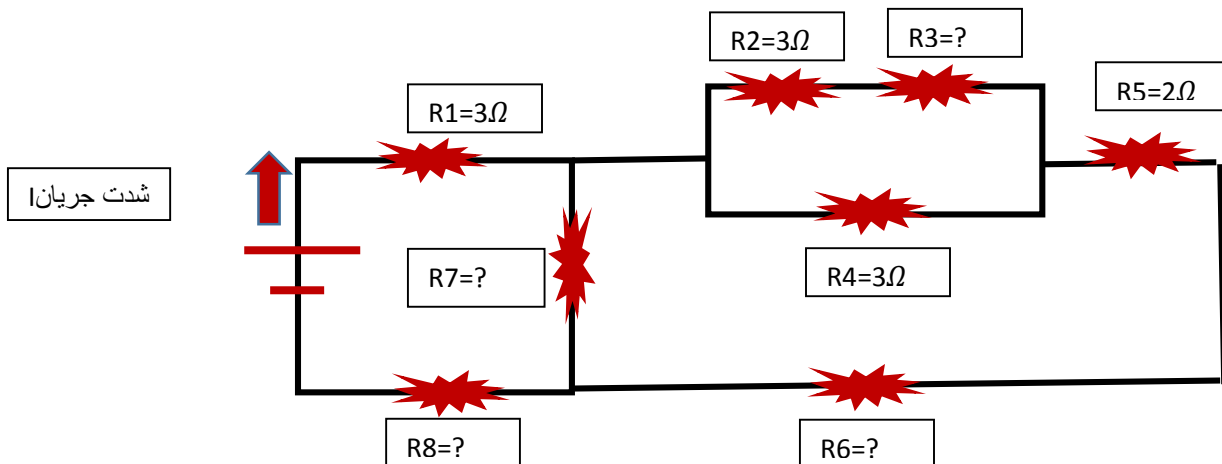 R2=3Ω
R3=?
R5=2Ω
R1=3Ω
شدت جریانI
R7=?
R4=3Ω
R8=?
R6=?